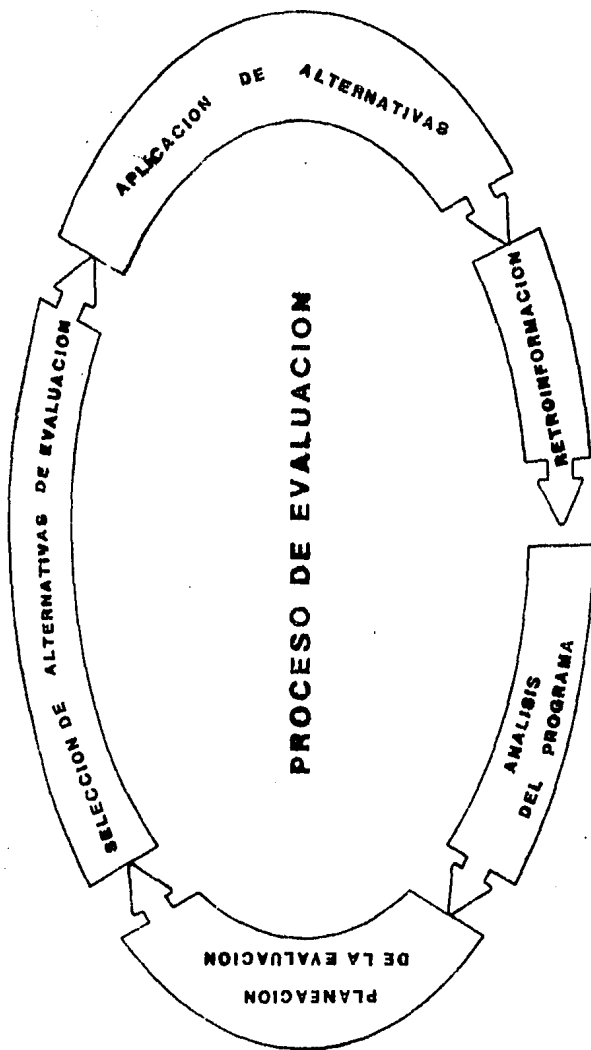 PROCESO DE EVALUACION
ANALISIS
DEL PROGRAMA
PLANEACION
DE LA EVALUACION
SELECCION DE ALTERNATIVAS DE EVALUACION
APLICACION DE ALTERNATIVAS
RETROINFORMACION